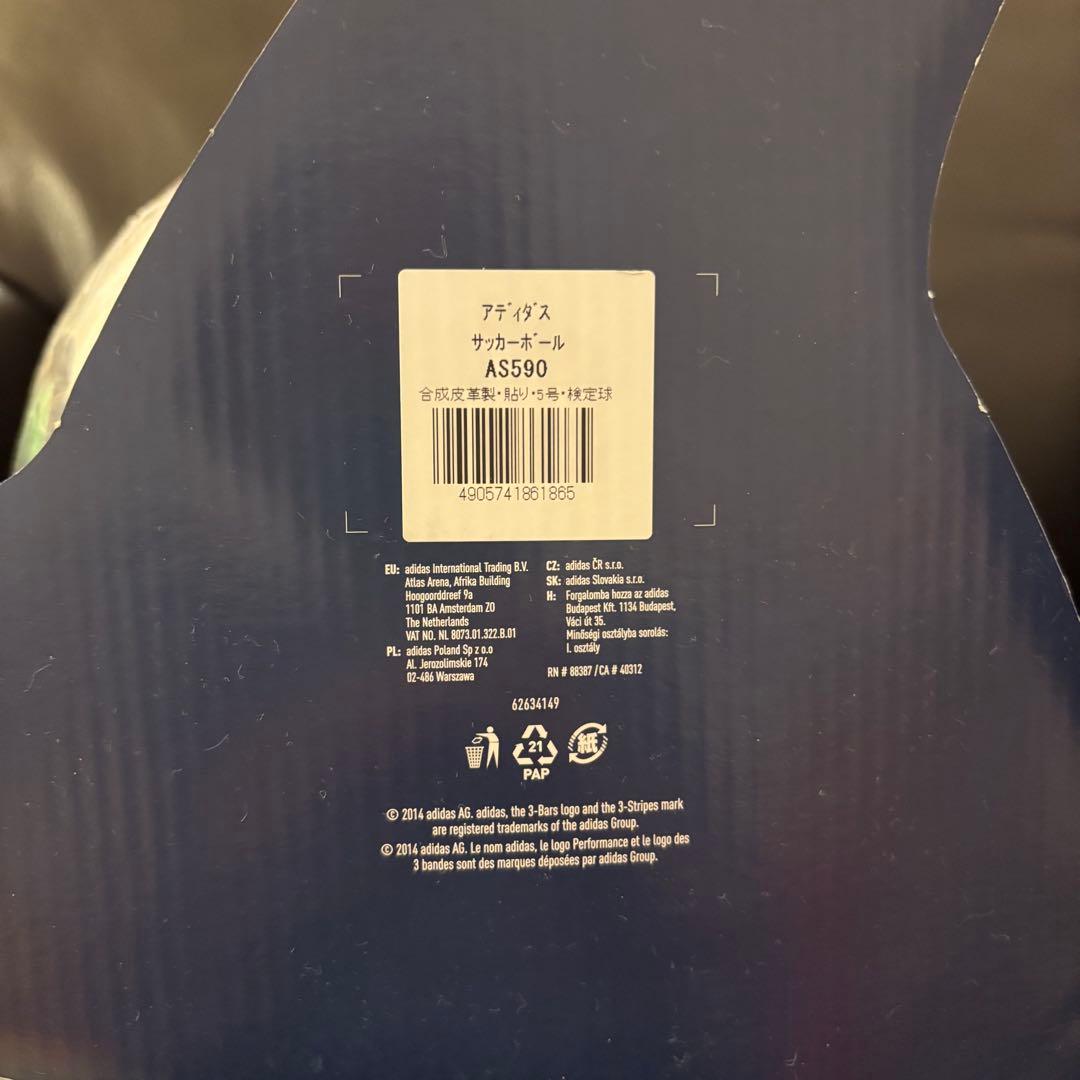 アディダス
サッカーボール
AS590
合成皮革製・貼り・5号・検定球
4905741861865
EU: adidas International Trading B.V.
Atlas Arena, Afrika Building
Hoogoorddreef 9a
1101 BA Amsterdam ZO
The Netherlands
VAT NO. NL 8073.01.322.B.01
PL: adidas Poland Sp z o.o
Al. Jerozolimskie 174
02-486 Warszawa
CZ: adidas ČR s.r.o.
SK: adidas Slovakia s.r.o.
H: Forgalomba hozza az adidas
Budapest Kft. 1134 Budapest,
Váci út 35.
Minőségi osztályba sorolás:
I. osztály
RN # 88387 / CA # 40312
62634149
21
PAP
紙
© 2014 adidas AG. adidas, the 3-Bars logo and the 3-Stripes mark
are registered trademarks of the adidas Group.
© 2014 adidas AG. Le nom adidas, le logo Performance et le logo des
3 bandes sont des marques déposées par adidas Group.